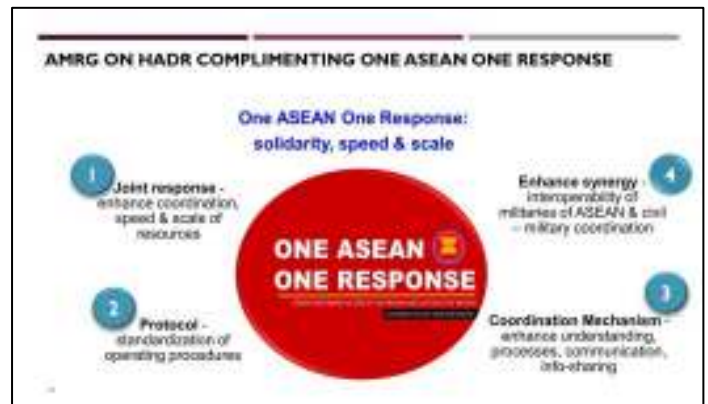 AMRG ON HADR COMPLIMENTING ONE ASEAN ONE RESPONSE
One ASEAN One Response:
solidarity, speed & scale
1
Joint response -
enhance coordination,
speed & scale of
resources
2
Protocol -
standardization of
operating procedures
ONE ASEAN
ONE RESPONSE
4
Enhance synergy -
interoperability of
militaries of ASEAN & civil
– military coordination
3
Coordination Mechanism -
enhance understanding,
processes, communication,
info-sharing